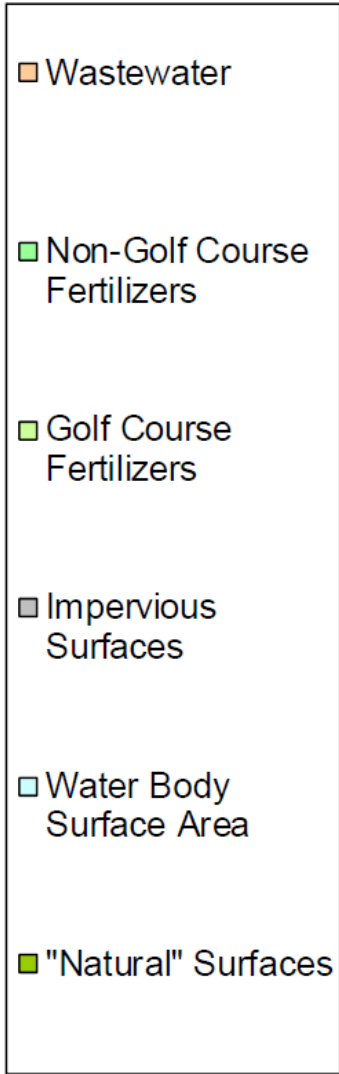 Wastewater
Non-Golf Course
Fertilizers
Golf Course
Fertilizers
Impervious
Surfaces
Water Body
Surface Area
"Natural" Surfaces